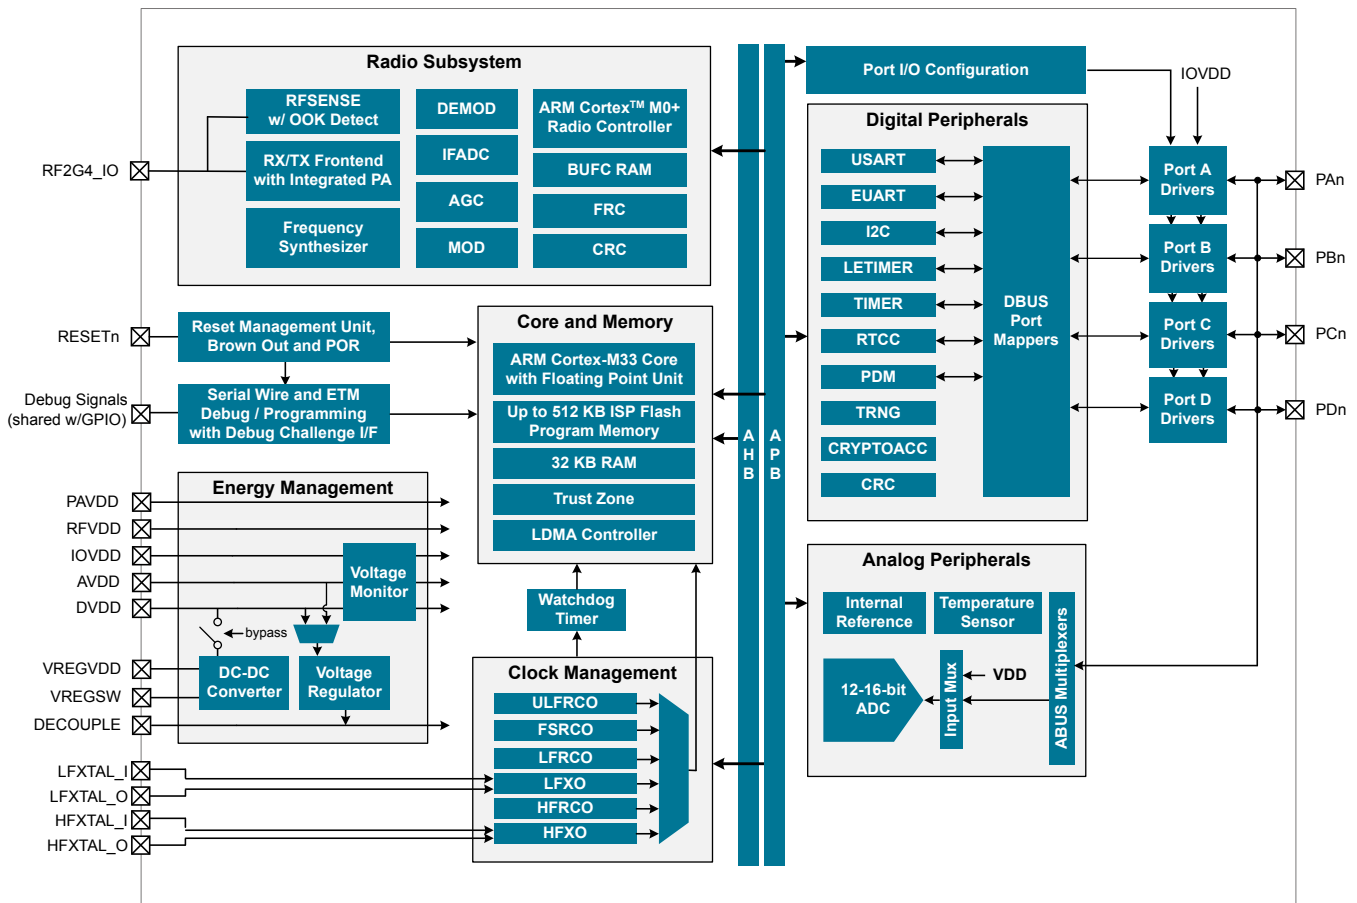 Radio Subsystem
RFSENSE
w/ OOK Detect
RX/TX Frontend
with Integrated PA
Frequency
Synthesizer
DEMOD
IFADC
AGC
MOD
ARM Cortex™ M0+
Radio Controller
BUFC RAM
FRC
CRC
RF2G4_IO
RESETn
Reset Management Unit,
Brown Out and POR
Debug Signals
(shared w/GPIO)
Serial Wire and ETM
Debug / Programming
with Debug Challenge I/F
Core and Memory
ARM Cortex-M33 Core
with Floating Point Unit
Up to 512 KB ISP Flash
Program Memory
32 KB RAM
Trust Zone
LDMA Controller
Energy Management
PAVDD
RFVDD
IOVDD
AVDD
DVDD
VREGVDD
VREGSW
DECOUPLE
Voltage
Monitor
bypass
DC-DC
Converter
Voltage
Regulator
Watchdog
Timer
Clock Management
ULFRCO
FSRCO
LFRCO
LFXO
HFRCO
HFXO
LFXTAL_I
LFXTAL_O
HFXTAL_I
HFXTAL_O
A
H
B
A
P
B
Port I/O Configuration
IOVDD
Digital Peripherals
USART
EUART
I2C
LETIMER
TIMER
RTCC
PDM
TRNG
CRYPTOACC
CRC
DBUS
Port
Mappers
Port A
Drivers
Port B
Drivers
Port C
Drivers
Port D
Drivers
PAn
PBn
PCn
PDn
Analog Peripherals
Internal
Reference
Temperature
Sensor
12-16-bit
ADC
Input Mux
VDD
ABUS Multiplexers